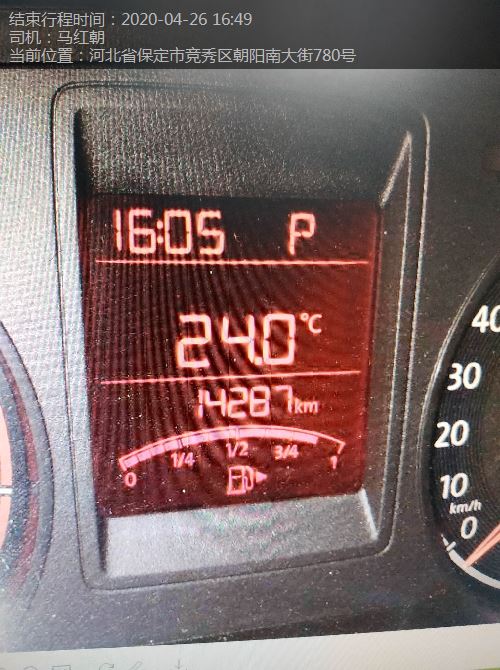 结束行程时间：2020-04-26 16:49
司机：马红朝
当前位置：河北省保定市竞秀区朝阳南大街780号
16:05 P
24.0℃
14287km
0 1/4 1/2 3/4 1
40
30
20
10
km/h
0